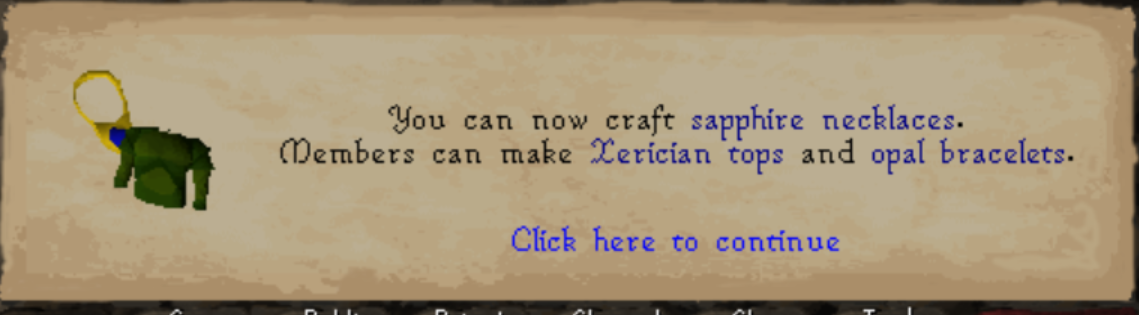 You can now craft sapphire necklaces.
Members can make Xerician tops and opal bracelets.
Click here to continue